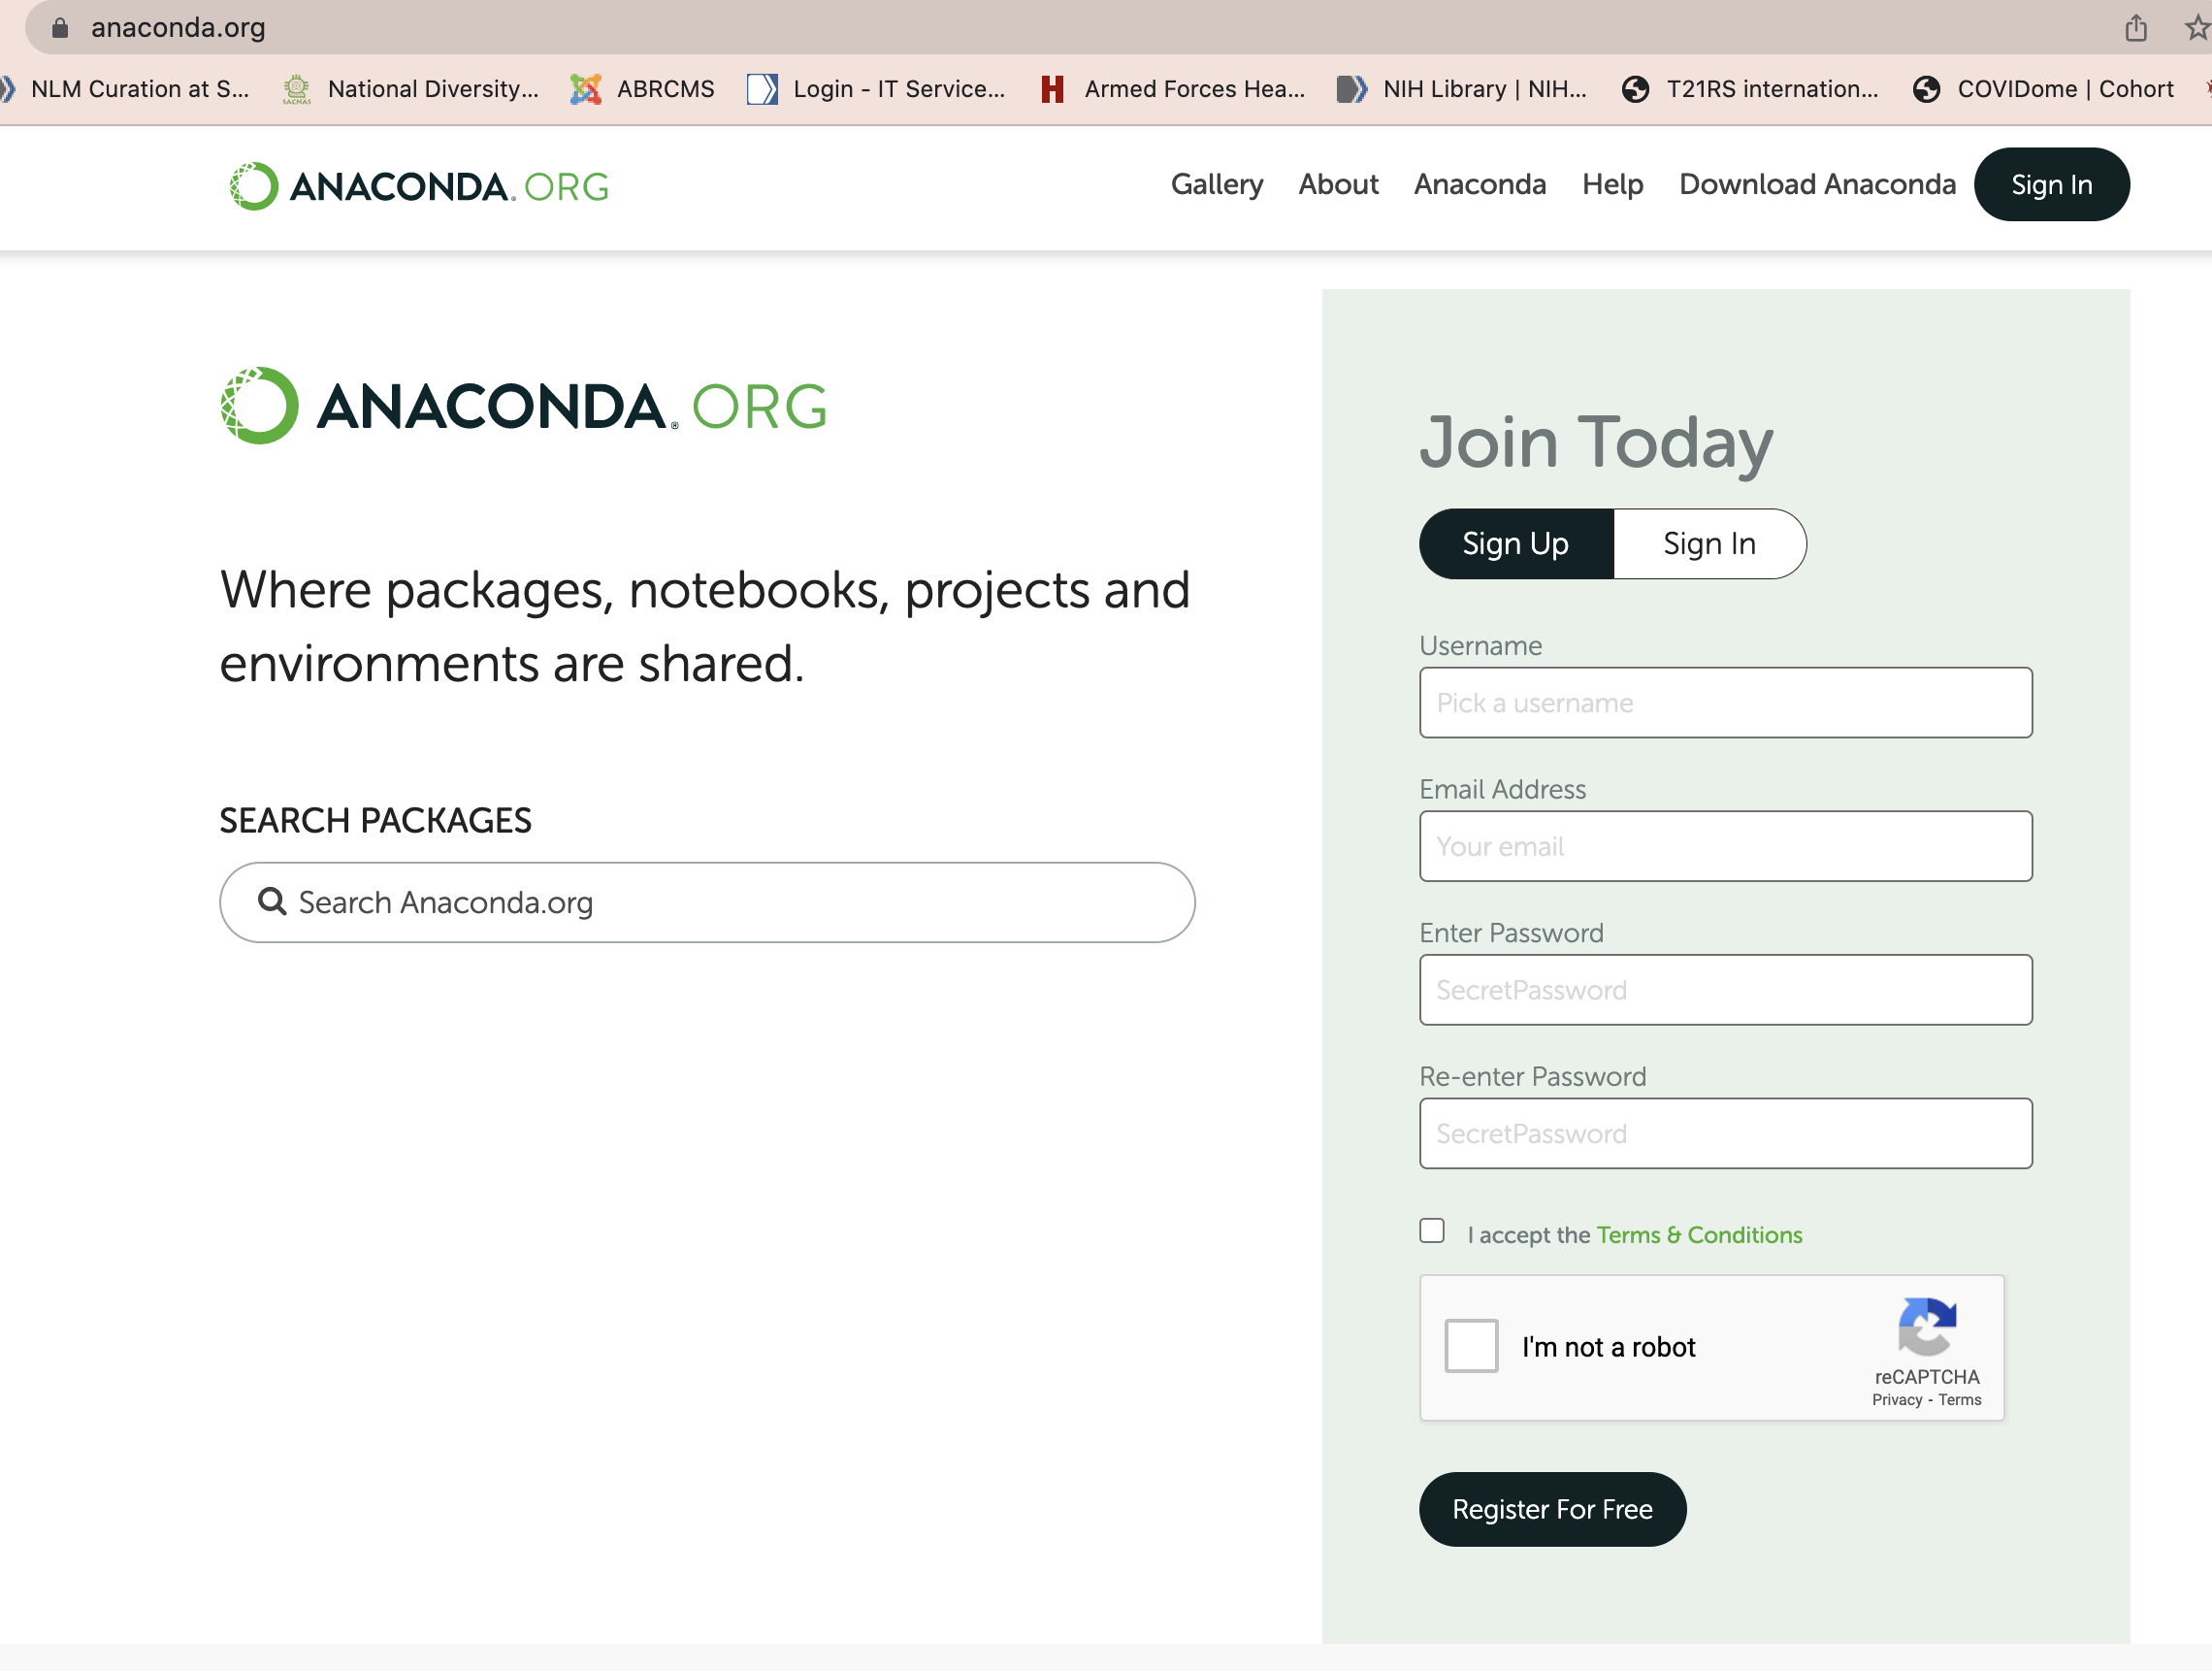 anaconda.org
NLM Curation at S...
National Diversity...
SACNAS
ABRCMS
Login - IT Service...
Armed Forces Hea...
NIH Library | NIH...
T21RS internation...
COVIDome | Cohort
ANACONDA. ORG
Gallery
About
Anaconda
Help
Download Anaconda
Sign In
ANACONDA.® ORG
Where packages, notebooks, projects and
environments are shared.
SEARCH PACKAGES
Search Anaconda.org
Join Today
Sign Up
Sign In
Username
Pick a username
Email Address
Your email
Enter Password
SecretPassword
Re-enter Password
SecretPassword
I accept the Terms & Conditions
I'm not a robot
reCAPTCHA
Privacy - Terms
Register For Free